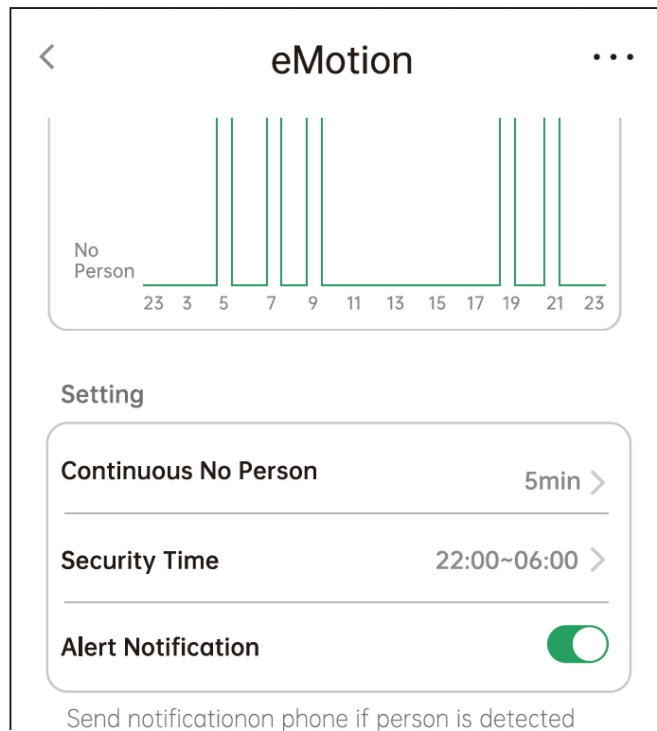 eMotion
No
Person
23 3 5 7 9 11 13 15 17 19 21 23
Setting
Continuous No Person 5min
Security Time 22:00~06:00
Alert Notification
Send notificationon phone if person is detected